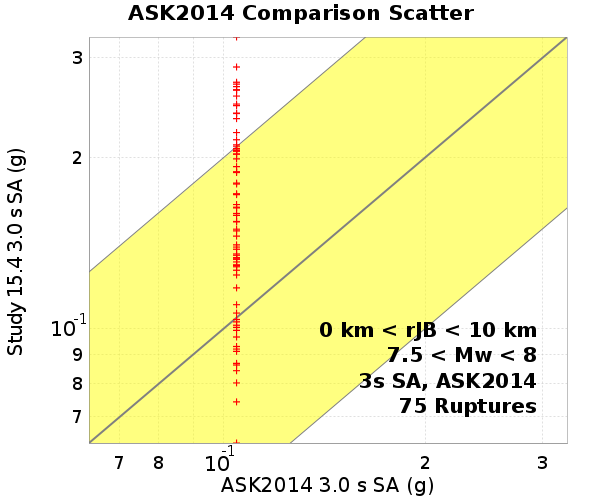 ASK2014 Comparison Scatter
Study 15.4 3.0 s SA (g)
3
2
10-1
9
8
7
0 km < rJB < 10 km
7.5 < Mw < 8
3s SA, ASK2014
75 Ruptures
7 8 10-1 2 3
ASK2014 3.0 s SA (g)